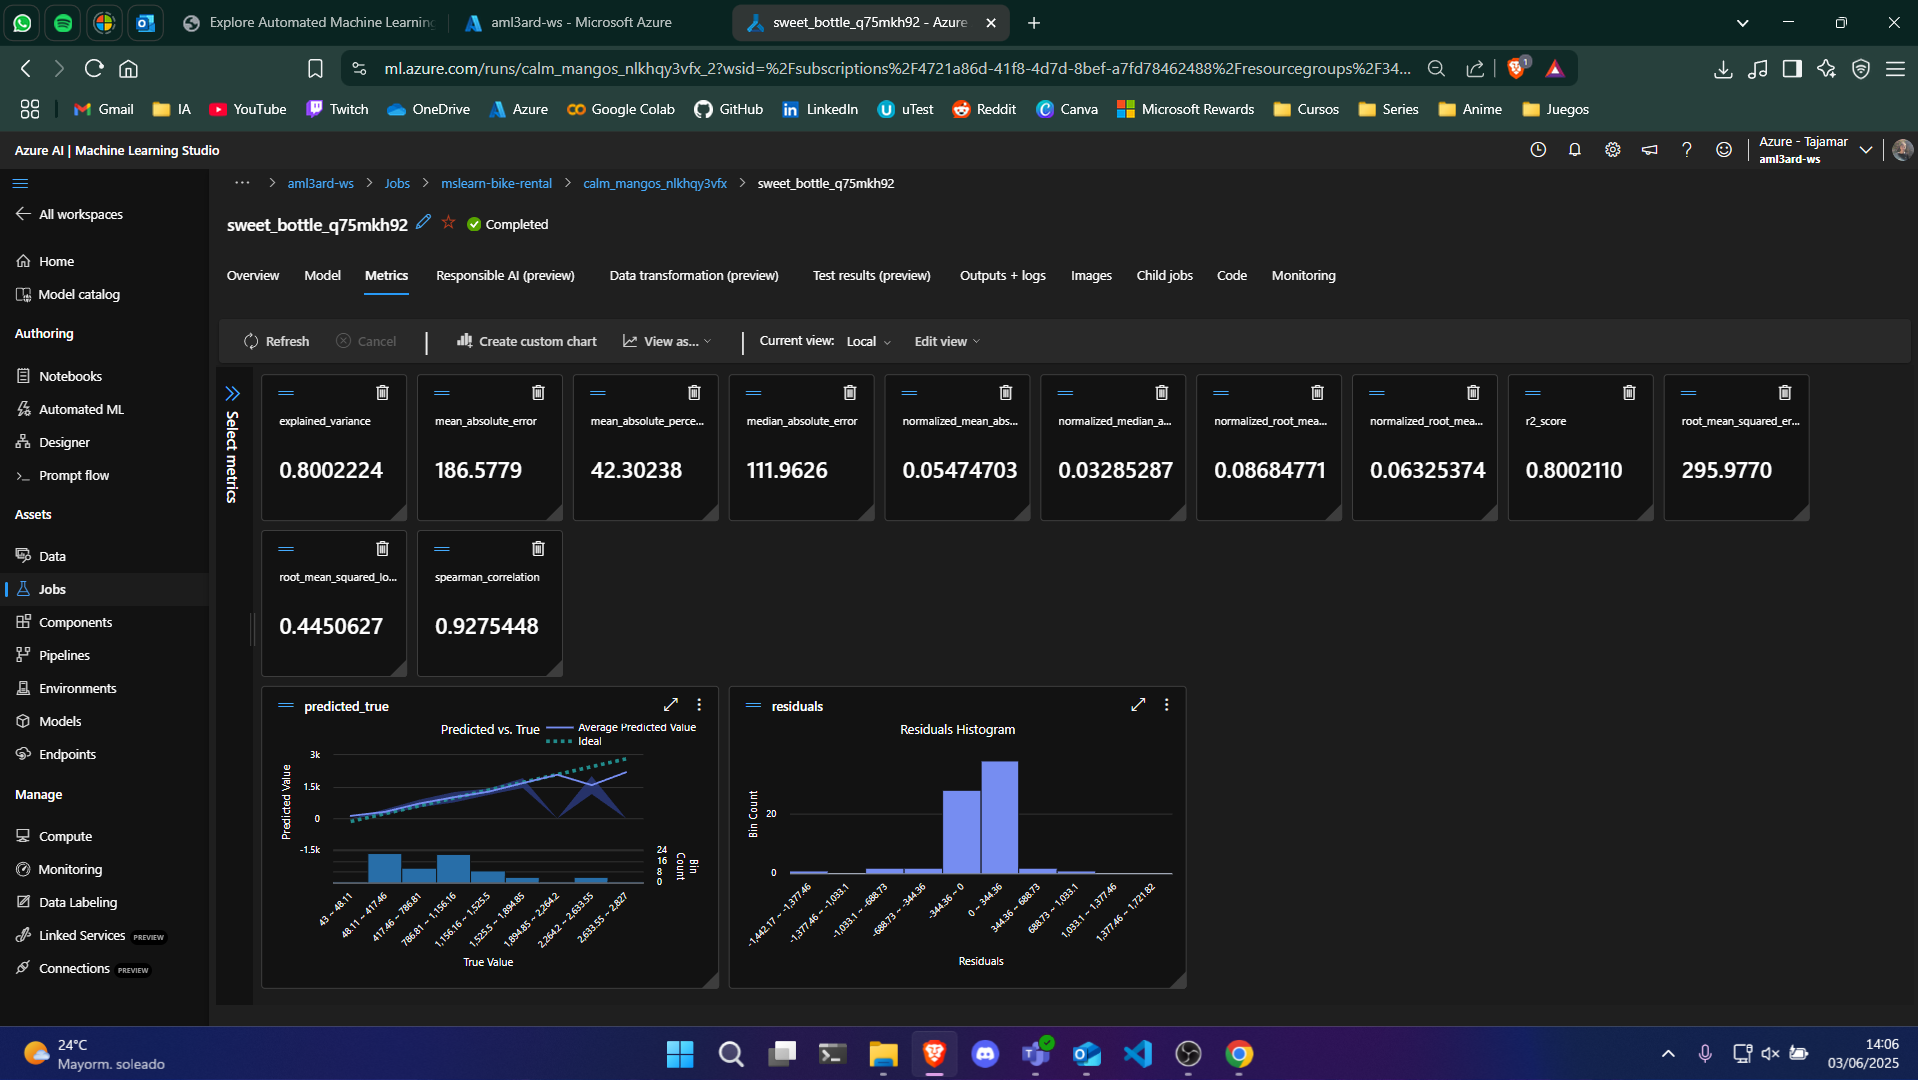 Explore Automated Machine Learning
aml3ard-ws - Microsoft Azure
sweet_bottle_q75mkh92 - Azure
ml.azure.com/runs/calm_mangos_nlkhqy3vfx_2?wsid=%2Fsubscriptions%2F4721a86d-41f8-4d7d-8bef-a7fd78462488%2Fresourcegroups%2F34...
1
Gmail
IA
YouTube
Twitch
OneDrive
Azure
Google Colab
GitHub
LinkedIn
uTest
Reddit
Canva
Microsoft Rewards
Cursos
Series
Anime
Juegos
Azure AI | Machine Learning Studio
Azure - Tajamar
aml3ard-ws
All workspaces
Home
Model catalog
Authoring
Notebooks
Automated ML
Designer
Prompt flow
Assets
Data
Jobs
Components
Pipelines
Environments
Models
Endpoints
Manage
Compute
Monitoring
Data Labeling
Linked Services PREVIEW
Connections PREVIEW
... > aml3ard-ws > Jobs > mslearn-bike-rental > calm_mangos_nlkhqy3vfx > sweet_bottle_q75mkh92
sweet_bottle_q75mkh92
Completed
Overview
Model
Metrics
Responsible AI (preview)
Data transformation (preview)
Test results (preview)
Outputs + logs
Images
Child jobs
Code
Monitoring
Refresh
Cancel
Create custom chart
View as...
Current view:
Local
Edit view
Select metrics
explained_variance
0.8002224
mean_absolute_error
186.5779
mean_absolute_perce...
42.30238
median_absolute_error
111.9626
normalized_mean_abs...
0.05474703
normalized_median_a...
0.03285287
normalized_root_mea...
0.08684771
normalized_root_mea...
0.06325374
r2_score
0.8002110
root_mean_squared_er...
295.9770
root_mean_squared_lo...
0.4450627
spearman_correlation
0.9275448
predicted_true
Predicted vs. True
Average Predicted Value
Ideal
Predicted Value
3k
1.5k
0
-1.5k
24
16
8
0
Bin
Count
43 ~ 48.11
48.11 ~ 417.46
417.46 ~ 786.81
786.81 ~ 1,156.16
1,156.16 ~ 1,525.5
1,525.5 ~ 1,894.85
1,894.85 ~ 2,264.2
2,264.2 ~ 2,633.55
2,633.55 ~ 2,827
True Value
residuals
Residuals Histogram
Bin Count
20
0
-1,442.17 ~ -1,377.46
-1,377.46 ~ -1,033.1
-1,033.1 ~ -688.73
-688.73 ~ -344.36
-344.36 ~ 0
0 ~ 344.36
344.36 ~ 688.73
688.73 ~ 1,033.1
1,033.1 ~ 1,377.46
1,377.46 ~ 1,721.82
Residuals
24°C
Mayorm. soleado
14:06
03/06/2025